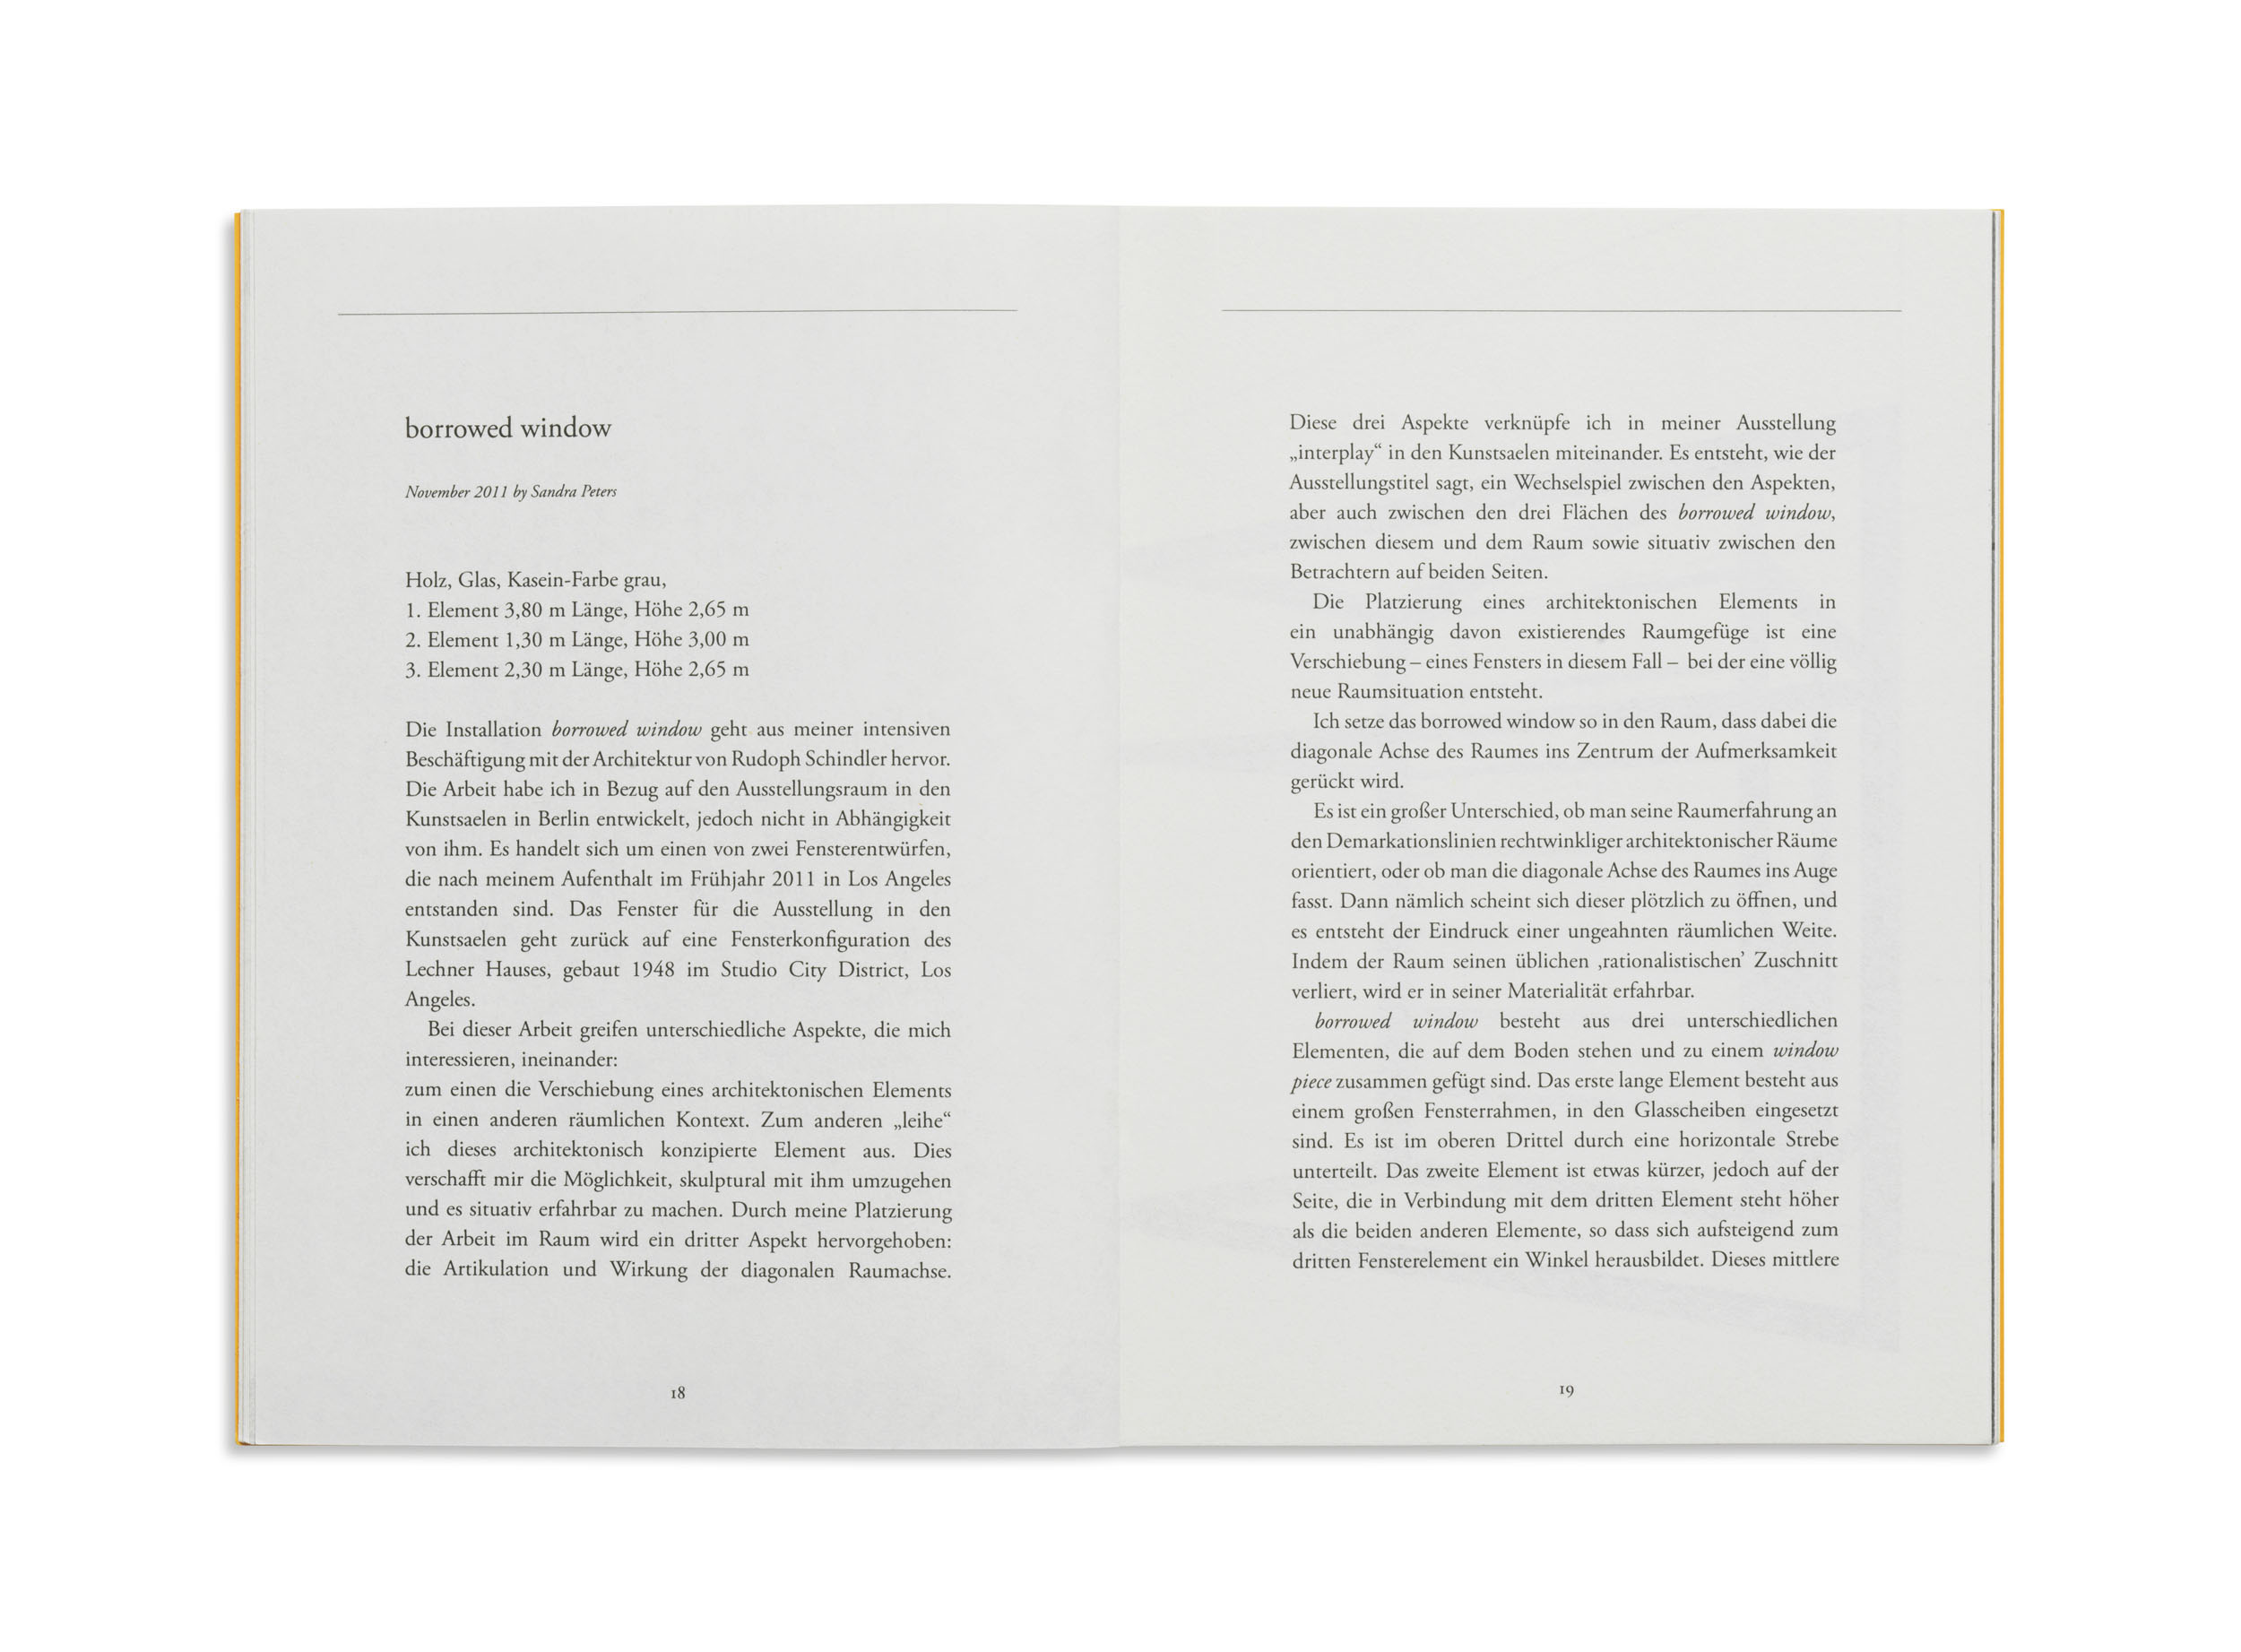 borrowed window
November 2011 by Sandra Peters
Holz, Glas, Kasein-Farbe grau,
1. Element 3,80 m Länge, Höhe 2,65 m
2. Element 1,30 m Länge, Höhe 3,00 m
3. Element 2,30 m Länge, Höhe 2,65 m
Die Installation borrowed window geht aus meiner intensiven
Beschäftigung mit der Architektur von Rudoph Schindler hervor.
Die Arbeit habe ich in Bezug auf den Ausstellungsraum in den
Kunstsaelen in Berlin entwickelt, jedoch nicht in Abhängigkeit
von ihm. Es handelt sich um einen von zwei Fensterentwürfen,
die nach meinem Aufenthalt im Frühjahr 2011 in Los Angeles
entstanden sind. Das Fenster für die Ausstellung in den
Kunstsaelen geht zurück auf eine Fensterkonfiguration des
Lechner Hauses, gebaut 1948 im Studio City District, Los
Angeles.
Bei dieser Arbeit greifen unterschiedliche Aspekte, die mich
interessieren, ineinander:
zum einen die Verschiebung eines architektonischen Elements
in einen anderen räumlichen Kontext. Zum anderen „leihe“
ich dieses architektonisch konzipierte Element aus. Dies
verschafft mir die Möglichkeit, skulptural mit ihm umzugehen
und es situativ erfahrbar zu machen. Durch meine Platzierung
der Arbeit im Raum wird ein dritter Aspekt hervorgehoben:
die Artikulation und Wirkung der diagonalen Raumachse.
18
Diese drei Aspekte verknüpfe ich in meiner Ausstellung
„interplay“ in den Kunstsaelen miteinander. Es entsteht, wie der
Ausstellungstitel sagt, ein Wechselspiel zwischen den Aspekten,
aber auch zwischen den drei Flächen des borrowed window,
zwischen diesem und dem Raum sowie situativ zwischen den
Betrachtern auf beiden Seiten.
Die Platzierung eines architektonischen Elements in
ein unabhängig davon existierendes Raumgefüge ist eine
Verschiebung – eines Fensters in diesem Fall – bei der eine völlig
neue Raumsituation entsteht.
Ich setze das borrowed window so in den Raum, dass dabei die
diagonale Achse des Raumes ins Zentrum der Aufmerksamkeit
gerückt wird.
Es ist ein großer Unterschied, ob man seine Raumerfahrung an
den Demarkationslinien rechtwinkliger architektonischer Räume
orientiert, oder ob man die diagonale Achse des Raumes ins Auge
fasst. Dann nämlich scheint sich dieser plötzlich zu öffnen, und
es entsteht der Eindruck einer ungeahnten räumlichen Weite.
Indem der Raum seinen üblichen ‚rationalistischen’ Zuschnitt
verliert, wird er in seiner Materialität erfahrbar.
borrowed window besteht aus drei unterschiedlichen
Elementen, die auf dem Boden stehen und zu einem window
piece zusammen gefügt sind. Das erste lange Element besteht aus
einem großen Fensterrahmen, in den Glasscheiben eingesetzt
sind. Es ist im oberen Drittel durch eine horizontale Strebe
unterteilt. Das zweite Element ist etwas kürzer, jedoch auf der
Seite, die in Verbindung mit dem dritten Element steht höher
als die beiden anderen Elemente, so dass sich aufsteigend zum
dritten Fensterelement ein Winkel herausbildet. Dieses mittlere
19